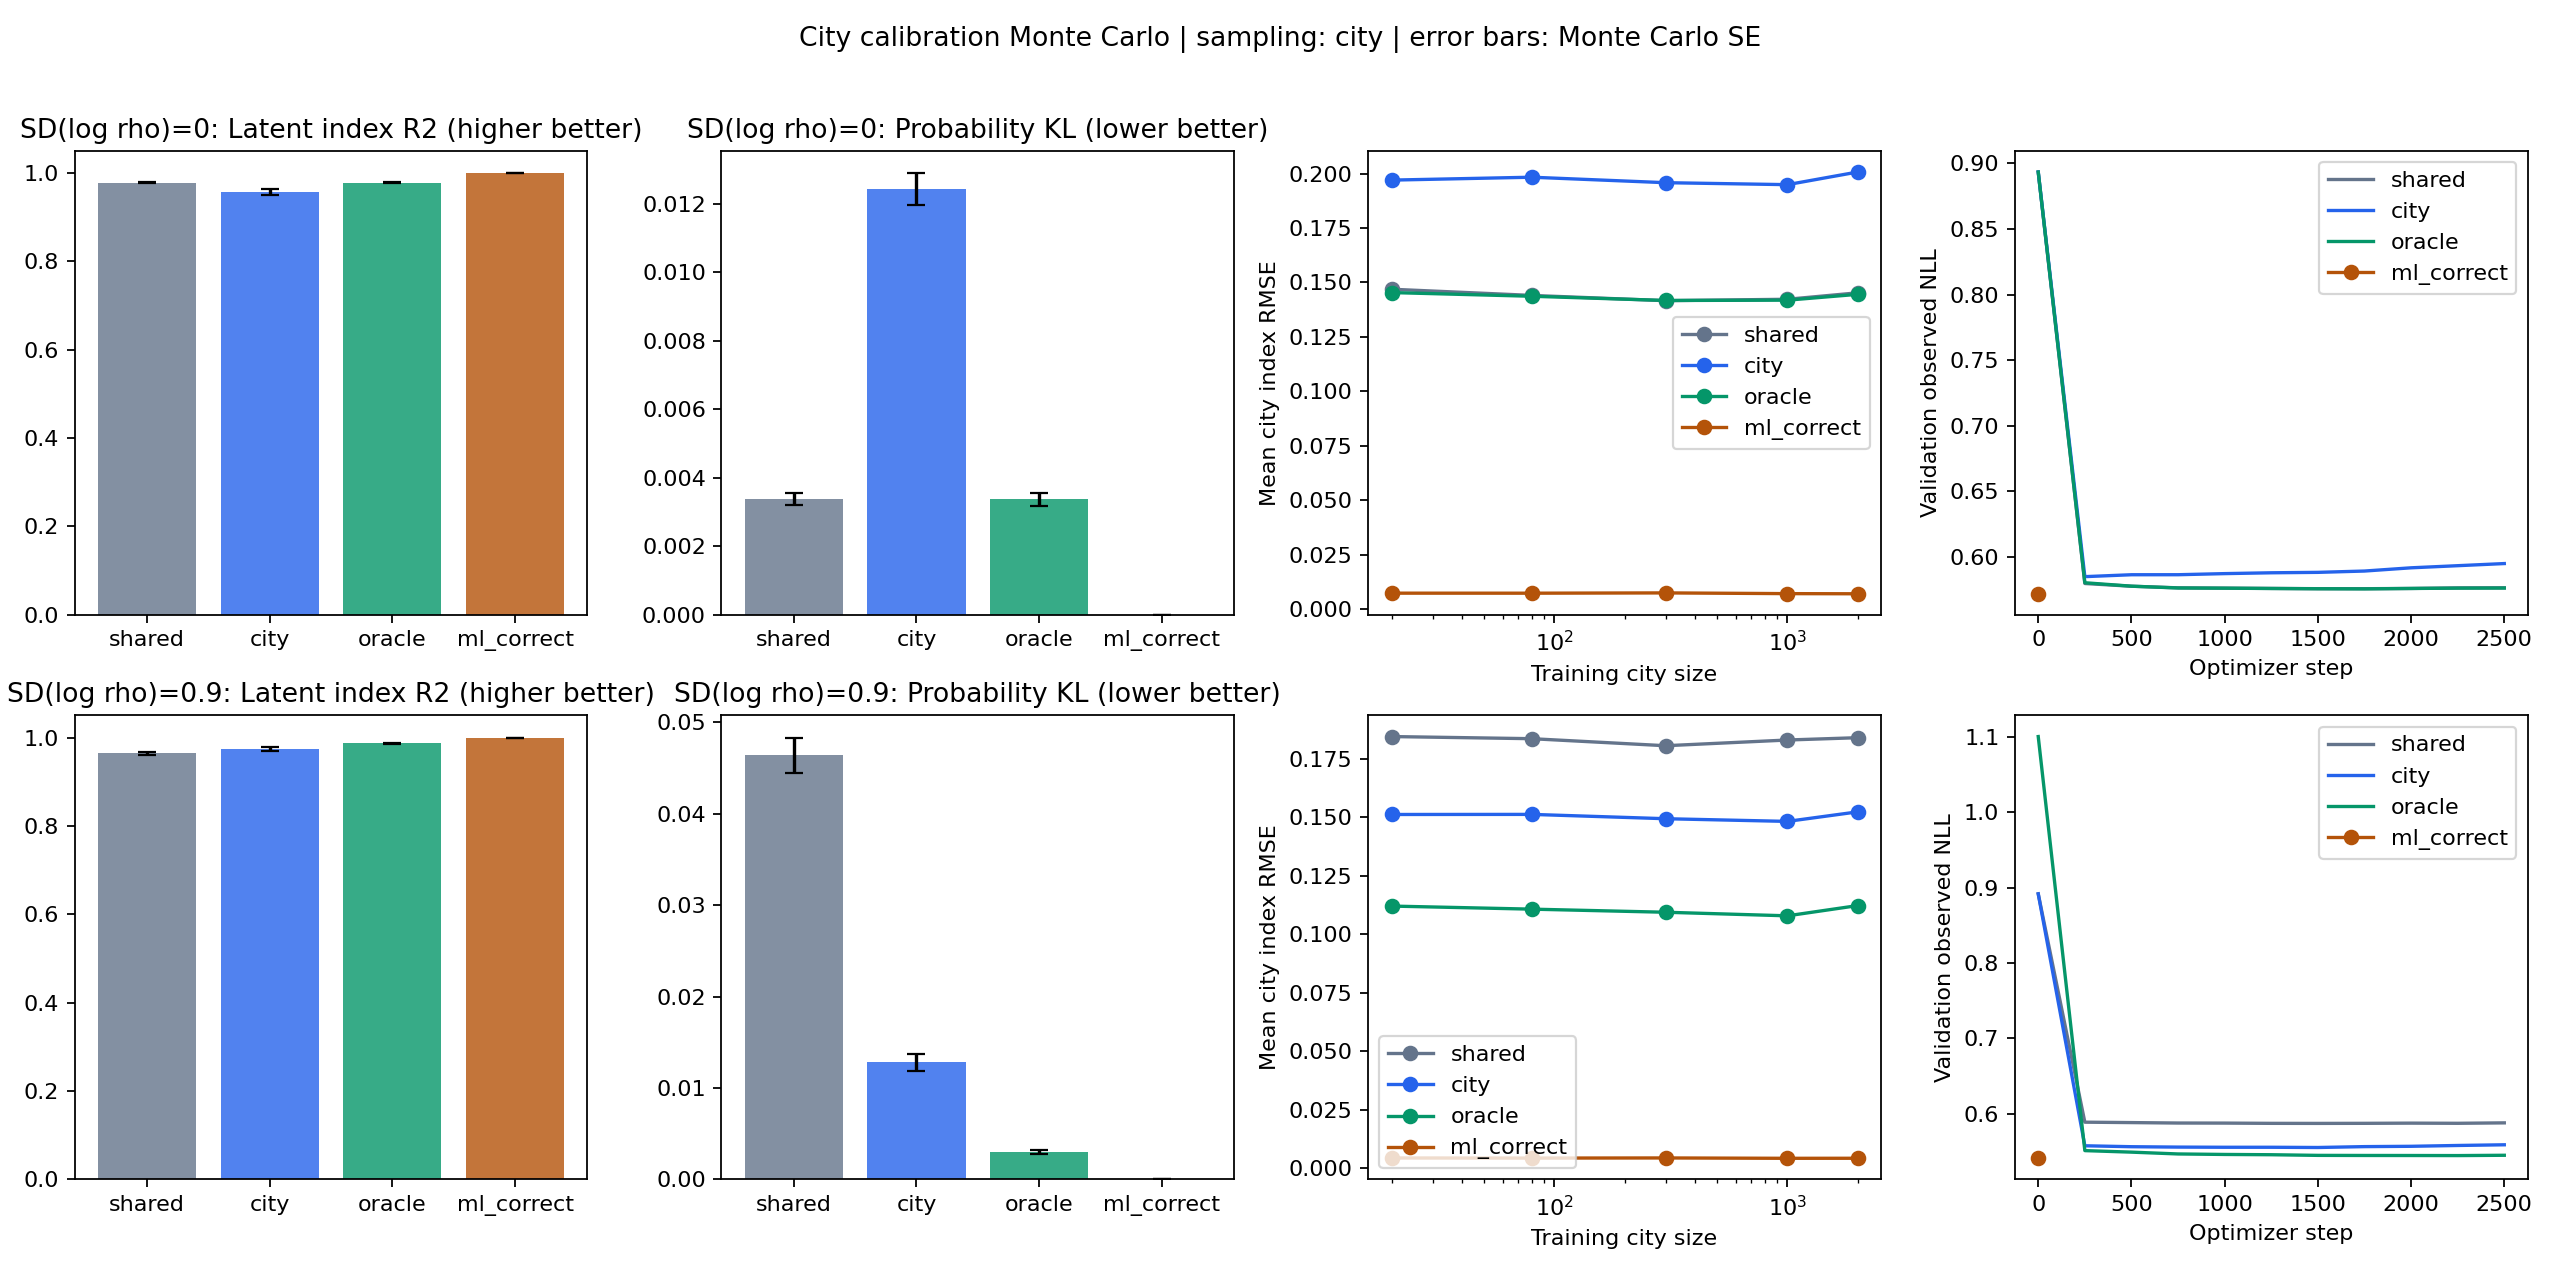 City calibration Monte Carlo | sampling: city | error bars: Monte Carlo SE
SD(log rho)=0: Latent index R2 (higher better)
1.0
0.8
0.6
0.4
0.2
0.0
shared
city
oracle
ml_correct
SD(log rho)=0: Probability KL (lower better)
0.012
0.010
0.008
0.006
0.004
0.002
0.000
shared
city
oracle
ml_correct
Mean city index RMSE
0.200
0.175
0.150
0.125
0.100
0.075
0.050
0.025
0.000
shared
city
oracle
ml_correct
10²
10³
Training city size
Validation observed NLL
0.90
0.85
0.80
0.75
0.70
0.65
0.60
shared
city
oracle
ml_correct
0
500
1000
1500
2000
2500
Optimizer step
SD(log rho)=0.9: Latent index R2 (higher better)
1.0
0.8
0.6
0.4
0.2
0.0
shared
city
oracle
ml_correct
SD(log rho)=0.9: Probability KL (lower better)
0.05
0.04
0.03
0.02
0.01
0.00
shared
city
oracle
ml_correct
Mean city index RMSE
0.175
0.150
0.125
0.100
0.075
0.050
0.025
0.000
shared
city
oracle
ml_correct
10²
10³
Training city size
Validation observed NLL
1.1
1.0
0.9
0.8
0.7
0.6
shared
city
oracle
ml_correct
0
500
1000
1500
2000
2500
Optimizer step